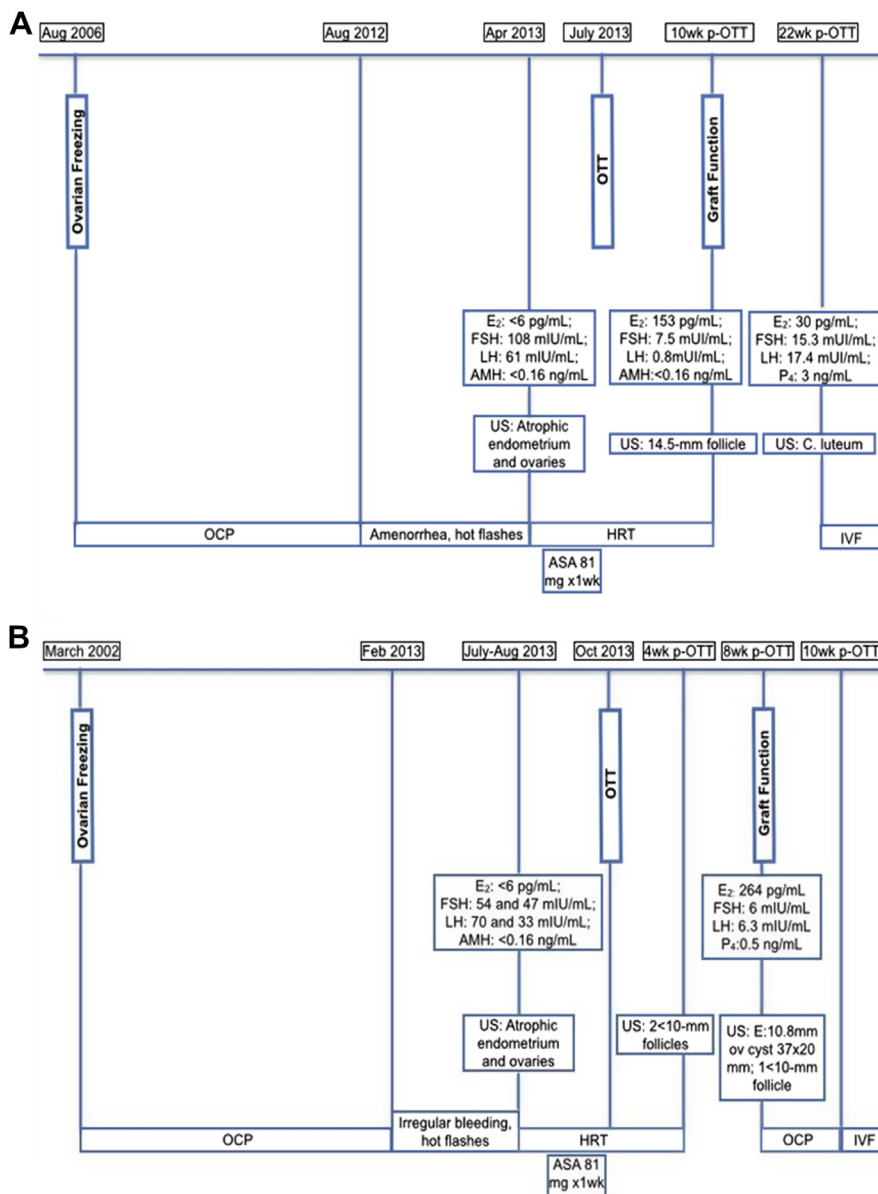 A
Aug 2006
Aug 2012
Apr 2013
July 2013
10wk p-OTT
22wk p-OTT
Ovarian Freezing
OTT
Graft Function
E₂: <6 pg/mL;
FSH: 108 mIU/mL;
LH: 61 mIU/mL;
AMH: <0.16 ng/mL
E₂: 153 pg/mL;
FSH: 7.5 mUI/mL;
LH: 0.8mUI/mL;
AMH:<0.16 ng/mL
E₂: 30 pg/mL;
FSH: 15.3 mUI/mL;
LH: 17.4 mUI/mL;
P₄: 3 ng/mL
US: Atrophic
endometrium
and ovaries
US: 14.5-mm follicle
US: C. luteum
OCP
Amenorrhea, hot flashes
HRT
IVF
ASA 81
mg x1wk
B
March 2002
Feb 2013
July-Aug 2013
Oct 2013
4wk p-OTT
8wk p-OTT
10wk p-OTT
Ovarian Freezing
OTT
Graft Function
E₂: <6 pg/mL;
FSH: 54 and 47 mIU/mL;
LH: 70 and 33 mIU/mL;
AMH: <0.16 ng/mL
E₂: 264 pg/mL
FSH: 6 mIU/mL
LH: 6.3 mIU/mL
P₄:0.5 ng/mL
US: Atrophic
endometrium
and ovaries
US: 2<10-mm
follicles
US: E:10.8mm
ov cyst 37x20
mm; 1<10-mm
follicle
OCP
Irregular bleeding,
hot flashes
HRT
OCP
IVF
ASA 81
mg x1wk